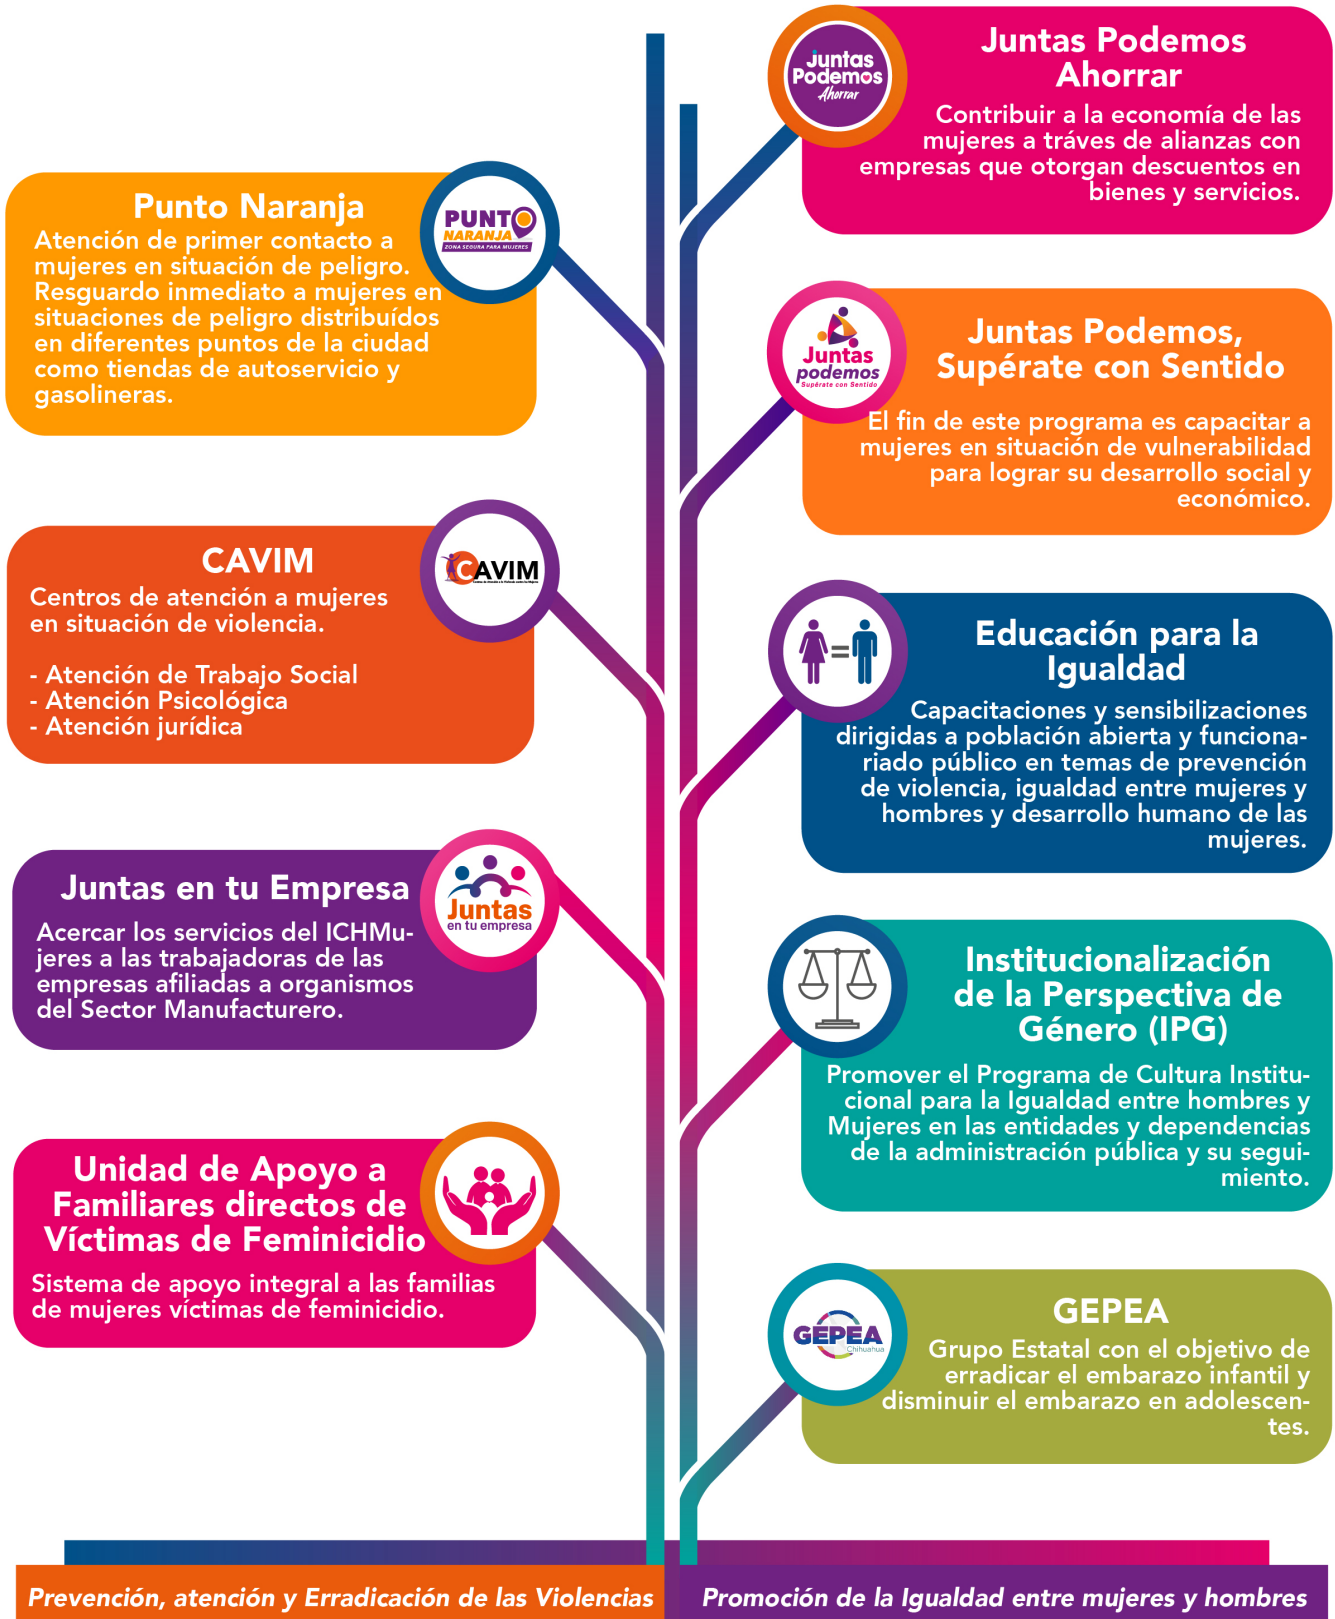 Punto Naranja
Atención de primer contacto a
mujeres en situación de peligro.
Resguardo inmediato a mujeres en
situaciones de peligro distribuídos
en diferentes puntos de la ciudad
como tiendas de autoservicio y
gasolineras.
PUNTO
NARANJA
ZONA SEGURA PARA MUJERES
CAVIM
Centros de atención a mujeres
en situación de violencia.
- Atención de Trabajo Social
- Atención Psicológica
- Atención jurídica
CAVIM
Juntas en tu Empresa
Acercar los servicios del ICHMu-
jeres a las trabajadoras de las
empresas afiliadas a organismos
del Sector Manufacturero.
Juntas
en tu empresa
Unidad de Apoyo a
Familiares directos de
Víctimas de Feminicidio
Sistema de apoyo integral a las familias
de mujeres víctimas de feminicidio.
Prevención, atención y Erradicación de las Violencias
Juntas
Podemos
Ahorrar
Juntas Podemos
Ahorrar
Contribuir a la economía de las
mujeres a tráves de alianzas con
empresas que otorgan descuentos en
bienes y servicios.
Juntas
podemos
Supérate con Sentido
Juntas Podemos,
Supérate con Sentido
El fin de este programa es capacitar a
mujeres en situación de vulnerabilidad
para lograr su desarrollo social y
económico.
=
Educación para la
Igualdad
Capacitaciones y sensibilizaciones
dirigidas a población abierta y funciona-
riado público en temas de prevención
de violencia, igualdad entre mujeres y
hombres y desarrollo humano de las
mujeres.
Institucionalización
de la Perspectiva de
Género (IPG)
Promover el Programa de Cultura Institu-
cional para la Igualdad entre hombres y
Mujeres en las entidades y dependencias
de la administración pública y su segui-
miento.
GEPEA
Chihuahua
GEPEA
Grupo Estatal con el objetivo de
erradicar el embarazo infantil y
disminuir el embarazo en adolescen-
tes.
Promoción de la Igualdad entre mujeres y hombres